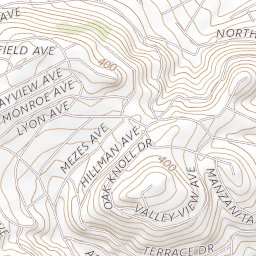 AVE
NORTH
FIELD AVE
400
AYVIEW AVE
MONROE AVE
LYON AVE
MEZES AVE
HILLMAN AVE
OAK KNOLL DR
400
VALLEY VIEW AVE
MANZANITA
TERRACE DR